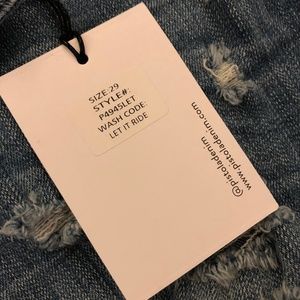 SIZE:29
STYLE#:
P4945LET
WASH CODE:
LET IT RIDE
@pistoladenim
www.pistoladenim.com